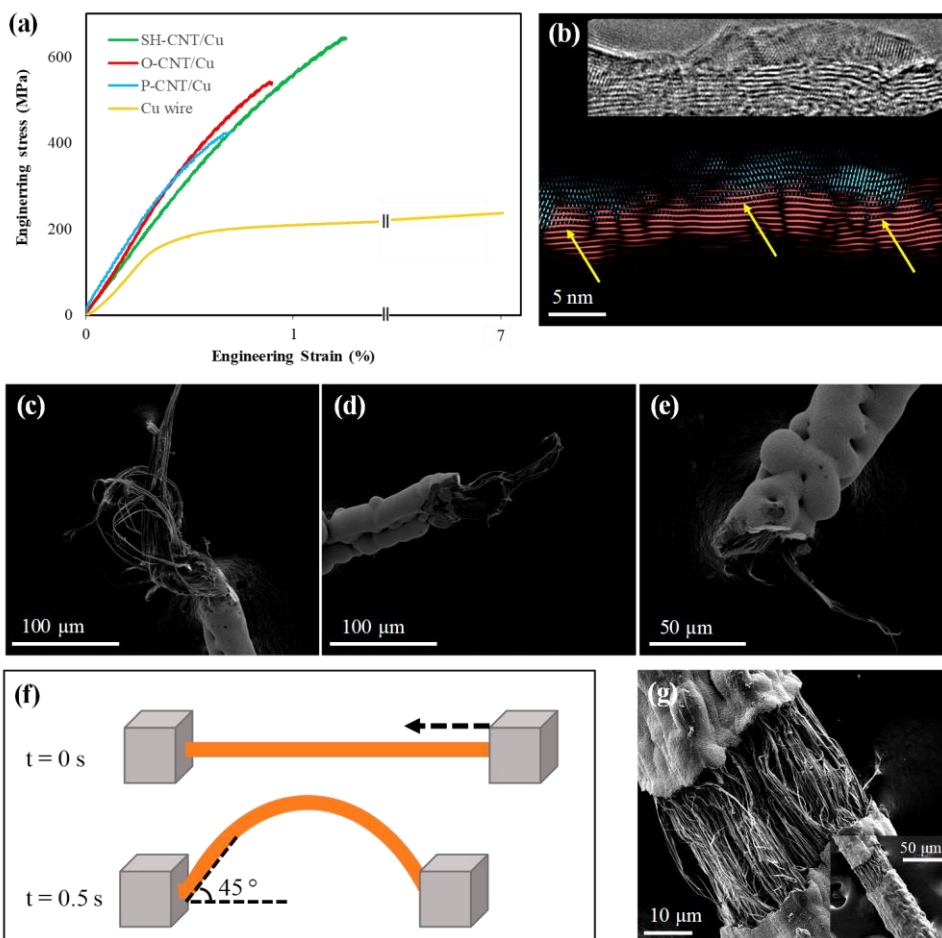 (a)
Enginerring stress (MPa)
600
400
200
0
SH-CNT/Cu
O-CNT/Cu
P-CNT/Cu
Cu wire
0
1
7
Engineering Strain (%)
(b)
5 nm
(c)
100 μm
(d)
100 μm
(e)
50 μm
(f)
t = 0 s
t = 0.5 s
45 °
(g)
50 μm
10 μm